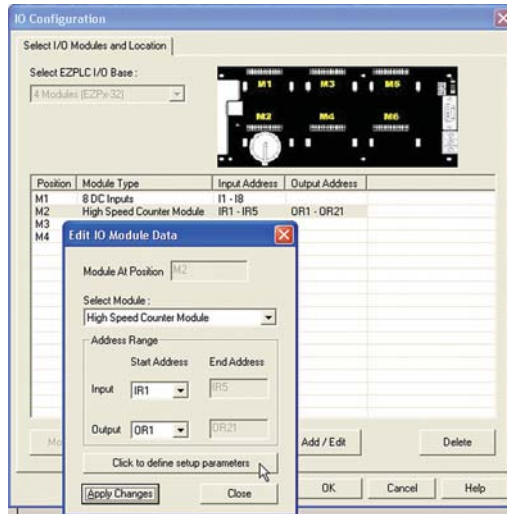 IO Configuration
Select I/O Modules and Location
Select EZPLC I/O Base :
4 Modules (EZPx-32)
M1 M3 M5
M2 M4 M6
Position Module Type Input Address Output Address
M1 8 DC Inputs I1 - I8
M2 High Speed Counter Module IR1 - IR5 OR1 - OR21
M3
M4
Edit IO Module Data
Module At Position M2
Select Module :
High Speed Counter Module
Address Range
Start Address End Address
Input IR1 IR5
Output OR1 OR21
Click to define setup parameters
Apply Changes Close
Add / Edit Delete
OK Cancel Help